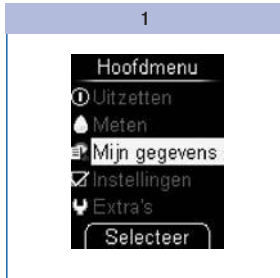 1
Hoofdmenu
Uitzetten
Meten
Mijn gegevens
Instellingen
Extra's
Selecteer